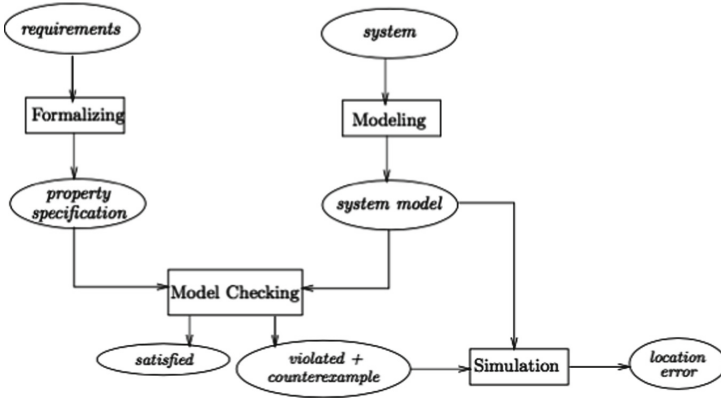 requirements
system
Formalizing
Modeling
property
specification
system model
Model Checking
satisfied
violated +
counterexample
Simulation
location
error